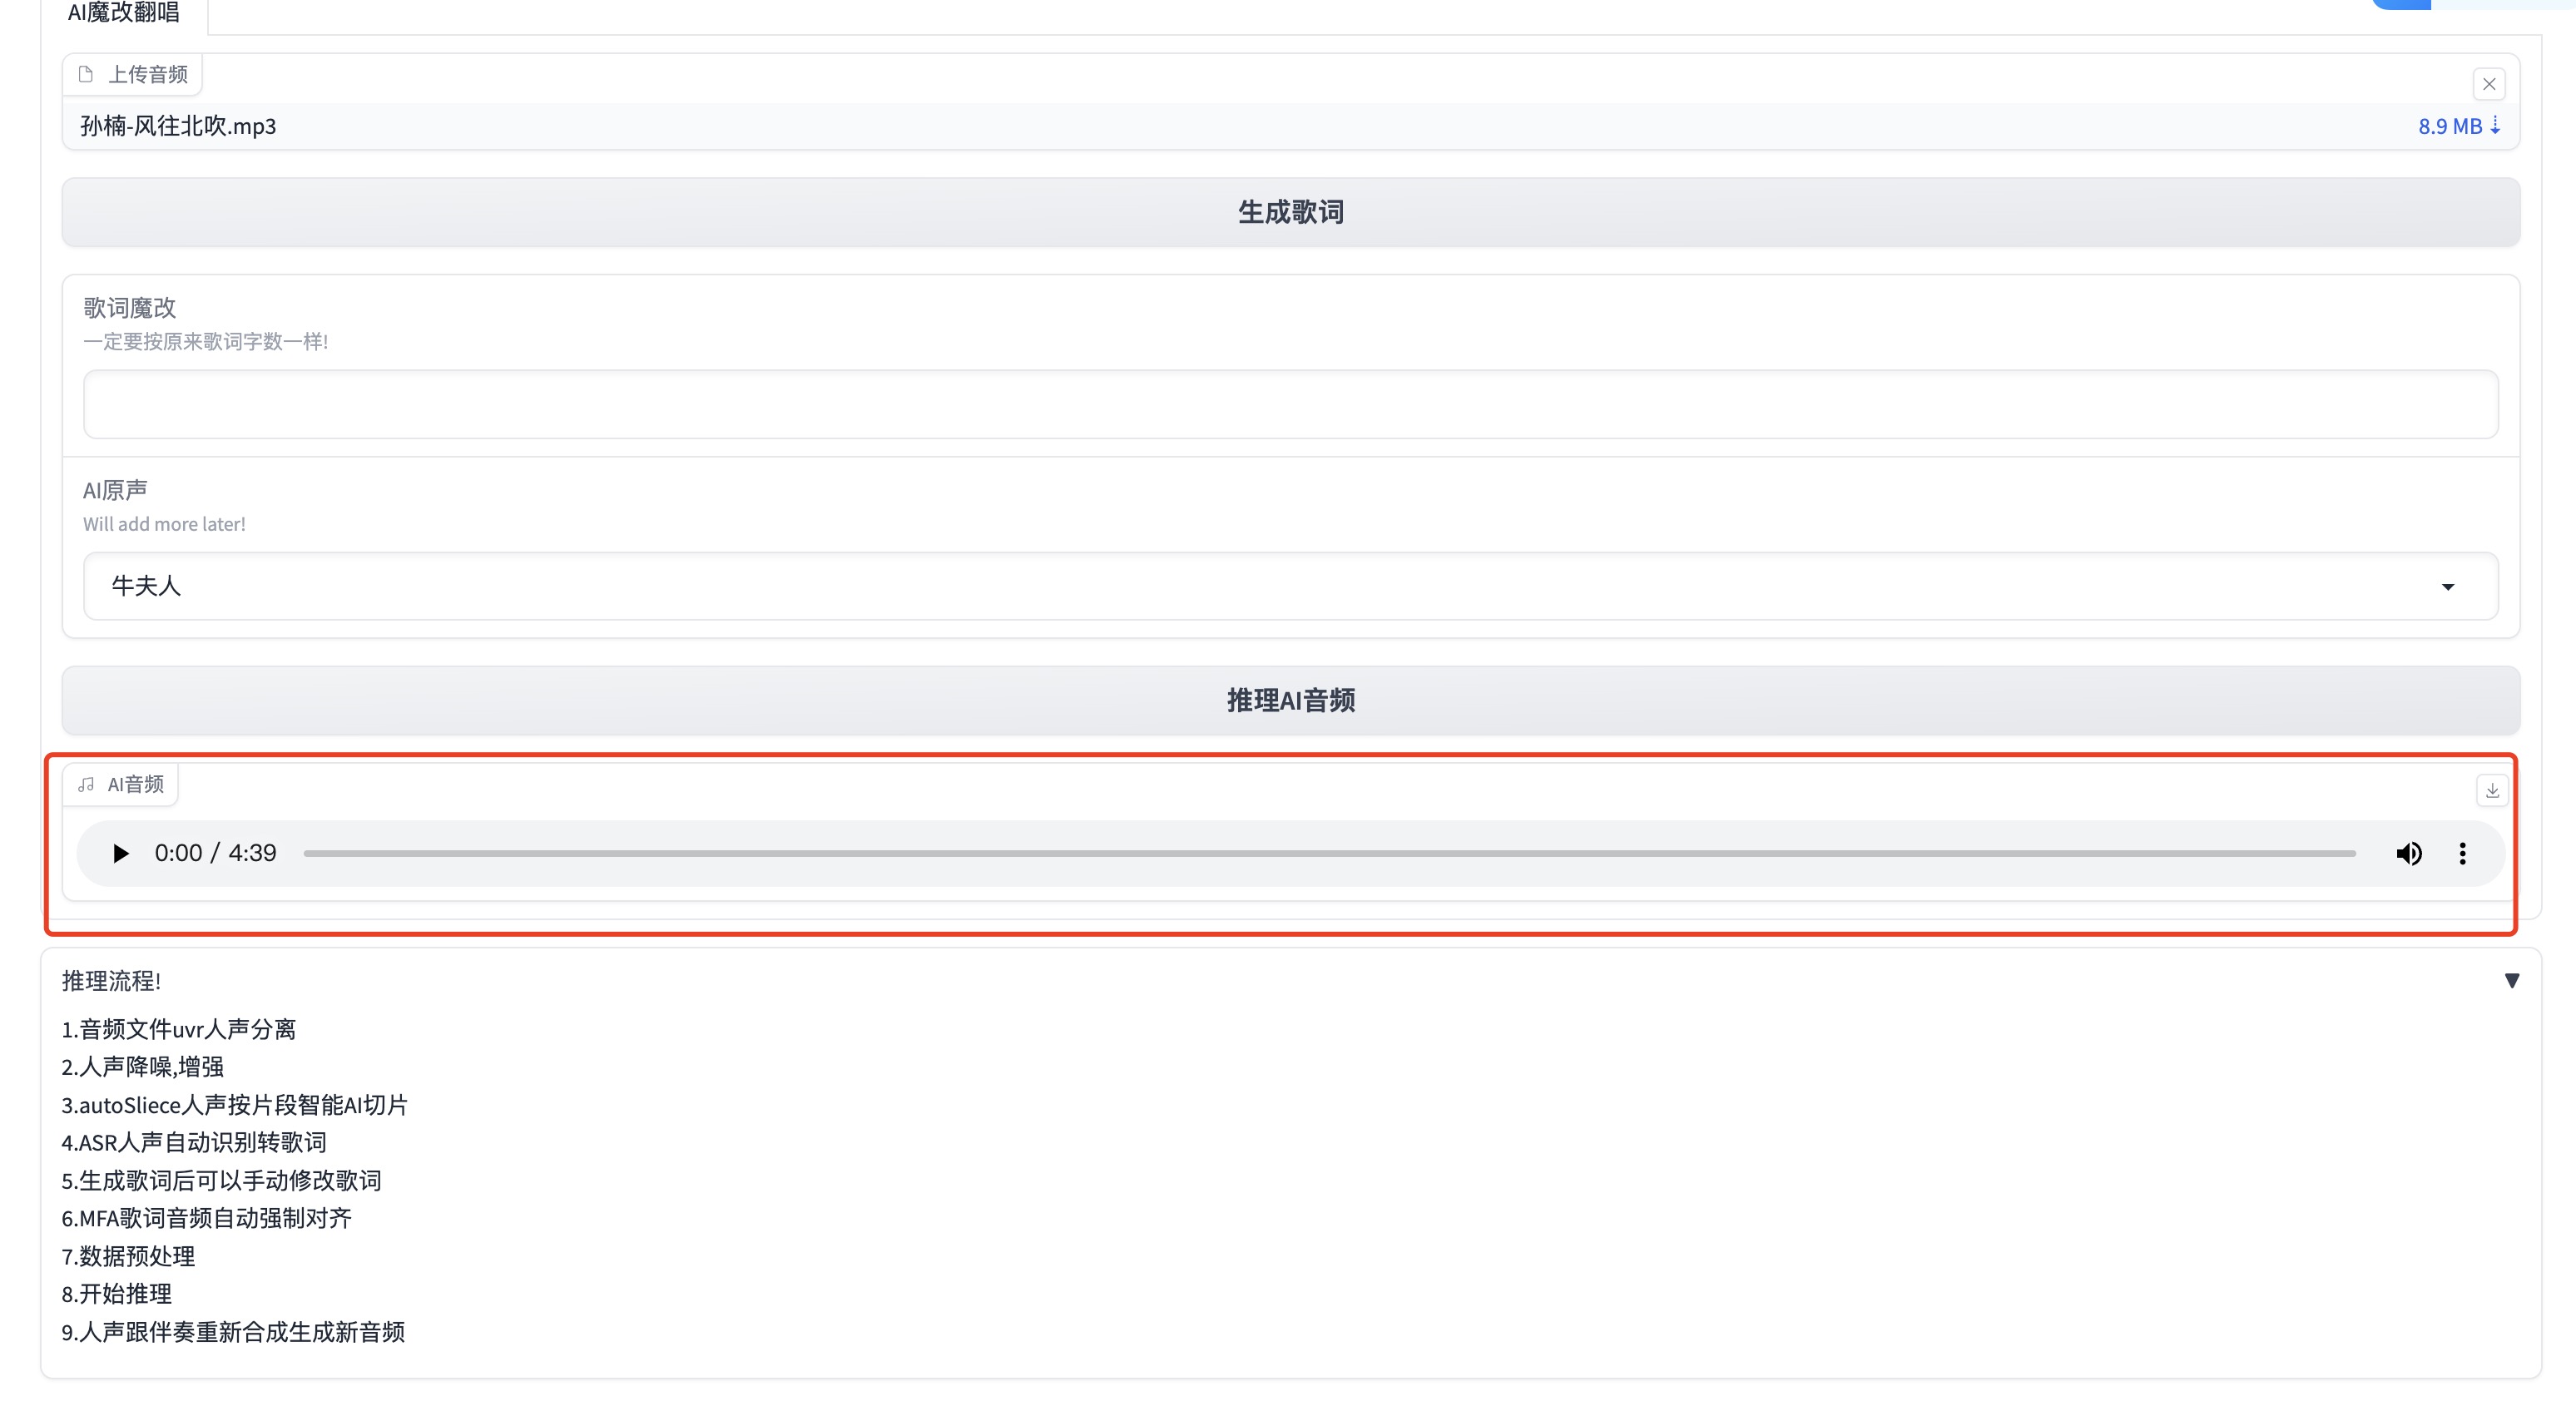 AI魔改翻唱
上传音频
孙楠-风往北吹.mp3
8.9 MB ⇣
生成歌词
歌词魔改
一定要按原来歌词字数一样!
AI原声
Will add more later!
牛夫人
推理AI音频
AI音频
0:00 / 4:39
推理流程!
1.音频文件uvr人声分离
2.人声降噪,增强
3.autoSliece人声按片段智能AI切片
4.ASR人声自动识别转歌词
5.生成歌词后可以手动修改歌词
6.MFA歌词音频自动强制对齐
7.数据预处理
8.开始推理
9.人声跟伴奏重新合成生成新音频